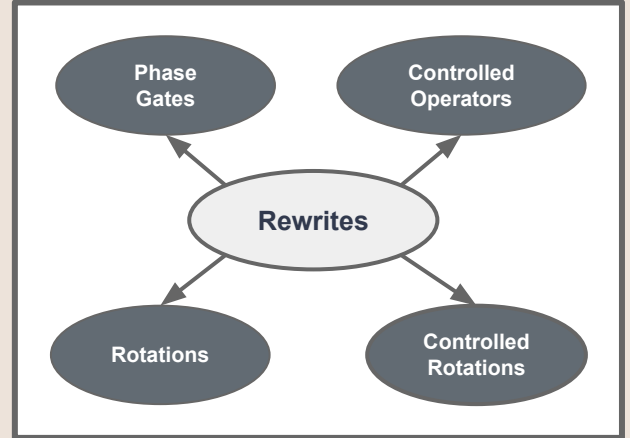 Phase
Gates
Controlled
Operators
Rewrites
Rotations
Controlled
Rotations